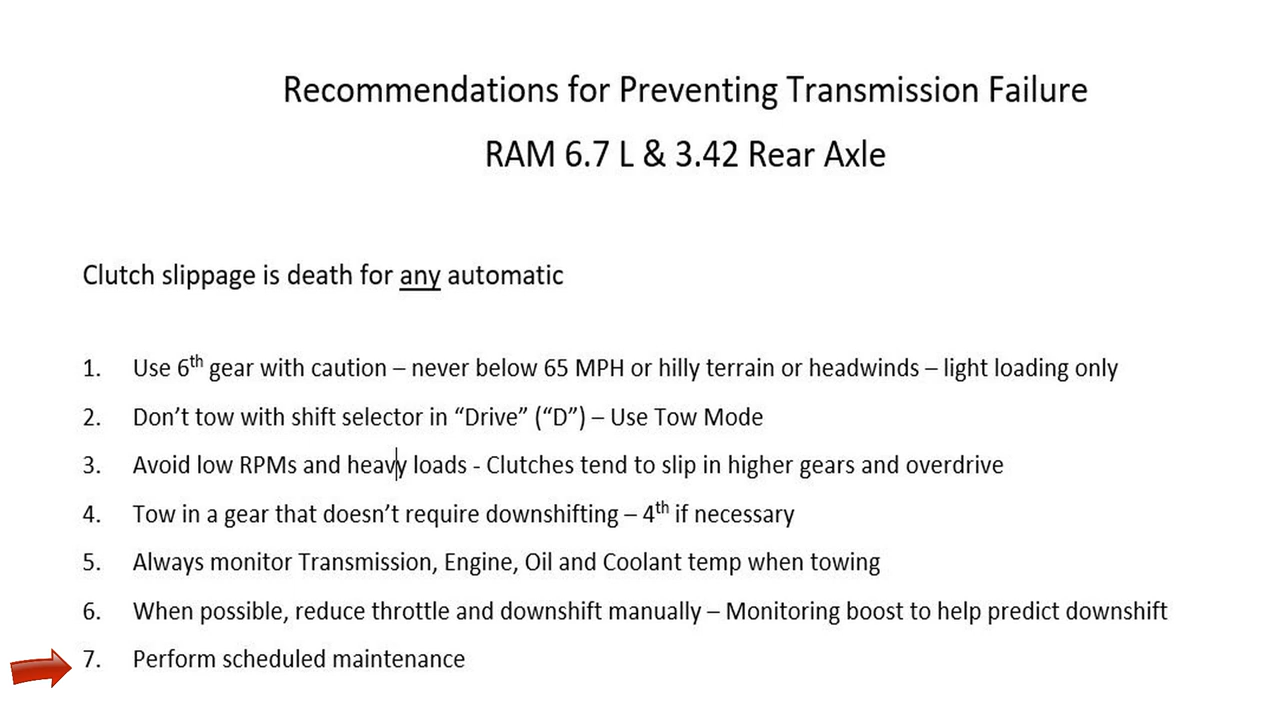 Recommendations for Preventing Transmission Failure
RAM 6.7 L & 3.42 Rear Axle
Clutch slippage is death for any automatic
1. Use 6th gear with caution – never below 65 MPH or hilly terrain or headwinds – light loading only
2. Don’t tow with shift selector in “Drive” (“D”) – Use Tow Mode
3. Avoid low RPMs and heavy loads - Clutches tend to slip in higher gears and overdrive
4. Tow in a gear that doesn’t require downshifting – 4th if necessary
5. Always monitor Transmission, Engine, Oil and Coolant temp when towing
6. When possible, reduce throttle and downshift manually – Monitoring boost to help predict downshift
7. Perform scheduled maintenance